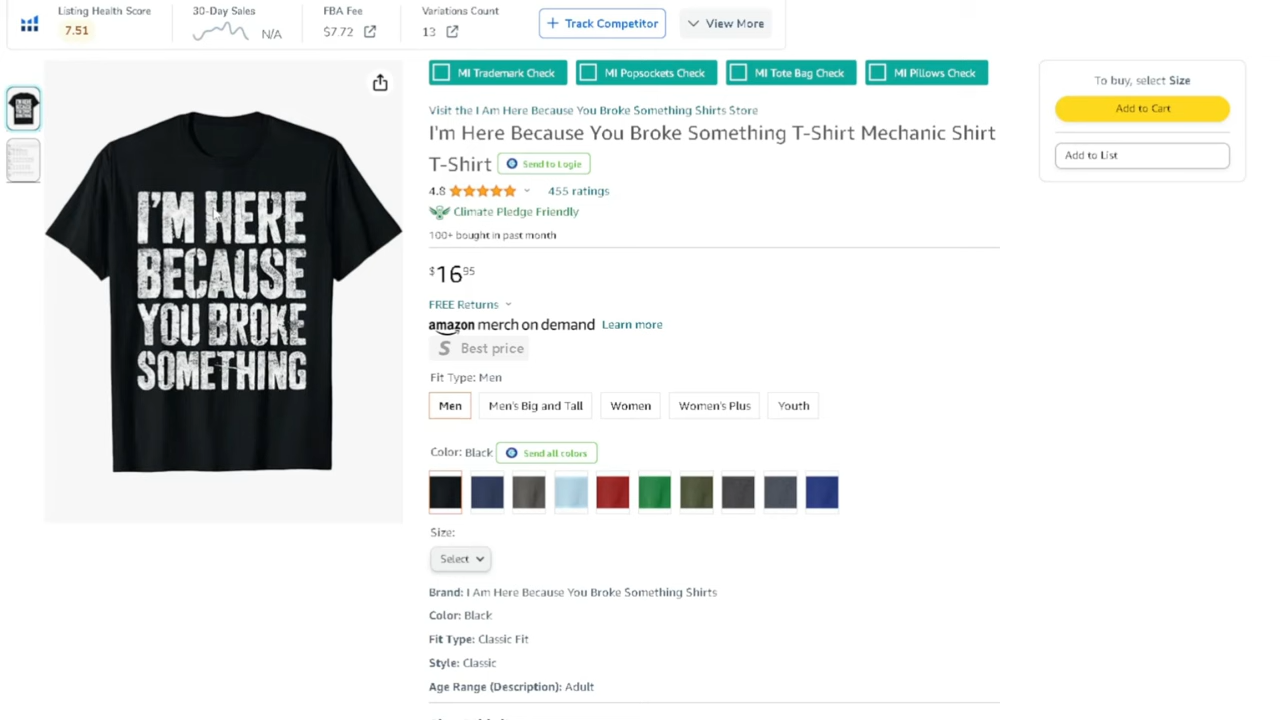 Listing Health Score
7.51
30-Day Sales
N/A
FBA Fee
$7.72
Variations Count
13
+ Track Competitor
View More
MI Trademark Check
MI Popsockets Check
MI Tote Bag Check
MI Pillows Check
Visit the I Am Here Because You Broke Something Shirts Store
I'm Here Because You Broke Something T-Shirt Mechanic Shirt
T-Shirt
Send to Logie
4.8
455 ratings
Climate Pledge Friendly
100+ bought in past month
$16.95
FREE Returns
amazon merch on demand Learn more
S Best price
Fit Type: Men
Men
Men's Big and Tall
Women
Women's Plus
Youth
Color: Black
Send all colors
Size:
Select
Brand: I Am Here Because You Broke Something Shirts
Color: Black
Fit Type: Classic Fit
Style: Classic
Age Range (Description): Adult
To buy, select Size
Add to Cart
Add to List
I'M HERE
BECAUSE
YOU BROKE
SOMETHING